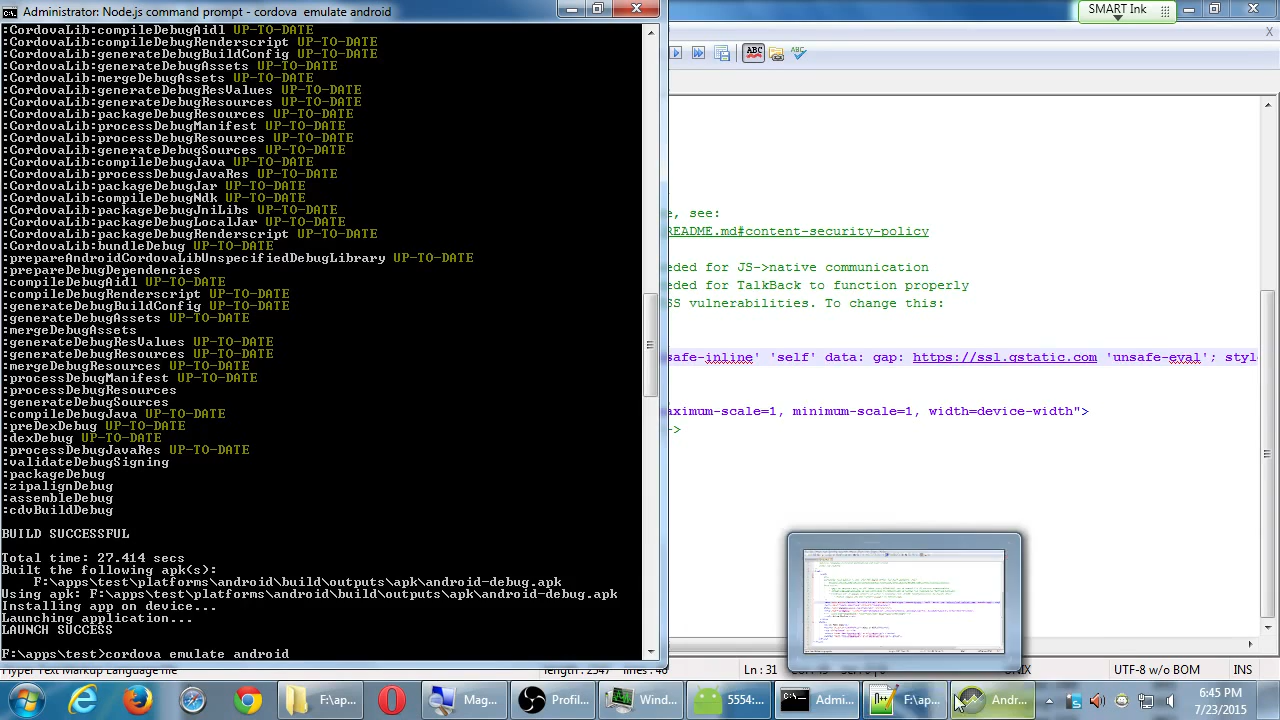 Administrator: Node.js command prompt - cordova  emulate android
SMART Ink
:CordovaLib:compileDebugAidl UP-TO-DATE
:CordovaLib:compileDebugRenderscript UP-TO-DATE
:CordovaLib:generateDebugBuildConfig UP-TO-DATE
:CordovaLib:generateDebugAssets UP-TO-DATE
:CordovaLib:mergeDebugAssets UP-TO-DATE
:CordovaLib:generateDebugResValues UP-TO-DATE
:CordovaLib:generateDebugResources UP-TO-DATE
:CordovaLib:packageDebugResources UP-TO-DATE
:CordovaLib:processDebugManifest UP-TO-DATE
:CordovaLib:processDebugResources UP-TO-DATE
:CordovaLib:generateDebugSources UP-TO-DATE
:CordovaLib:compileDebugJava UP-TO-DATE
:CordovaLib:processDebugJavaRes UP-TO-DATE
:CordovaLib:packageDebugJar UP-TO-DATE
:CordovaLib:compileDebugNdk UP-TO-DATE
:CordovaLib:packageDebugJniLibs UP-TO-DATE
:CordovaLib:packageDebugLocalJar UP-TO-DATE
:CordovaLib:packageDebugRenderscript UP-TO-DATE
:CordovaLib:bundleDebug UP-TO-DATE
:prepareAndroidCordovaLibUnspecifiedDebugLibrary UP-TO-DATE
:prepareDebugDependencies
:compileDebugAidl UP-TO-DATE
:compileDebugRenderscript UP-TO-DATE
:generateDebugBuildConfig UP-TO-DATE
:generateDebugAssets UP-TO-DATE
:mergeDebugAssets
:generateDebugResValues UP-TO-DATE
:generateDebugResources UP-TO-DATE
:mergeDebugResources UP-TO-DATE
:processDebugManifest UP-TO-DATE
:processDebugResources
:generateDebugSources
:compileDebugJava UP-TO-DATE
:preDexDebug UP-TO-DATE
:dexDebug UP-TO-DATE
:processDebugJavaRes UP-TO-DATE
:validateDebugSigning
:packageDebug
:zipalignDebug
:assembleDebug
:cdvBuildDebug
BUILD SUCCESSFUL
Total time: 27.414 secs
Built the following apk(s):
F:\apps\test\platforms\android\build\outputs\apk\android-debug.apk
Using apk: F:\apps\test\platforms\android\build\outputs\apk\android-debug.apk
Installing app on emulator...
Launching application...
LAUNCH SUCCESS
F:\apps\test>cordova emulate android
ABC
ABC
e, see:
README.md#content-security-policy
eded for JS->native communication
eded for TalkBack to function properly
SS vulnerabilities. To change this:
safe-inline' 'self' data: gap: https://ssl.gstatic.com 'unsafe-eval'; style
aximum-scale=1, minimum-scale=1, width=device-width">
->
Ln : 31
UNIX
UTF-8 w/o BOM
INS
F:\ap...
Mag...
Profil...
Wind...
5554:...
Admi...
F:\ap...
Andr...
6:45 PM
7/23/2015